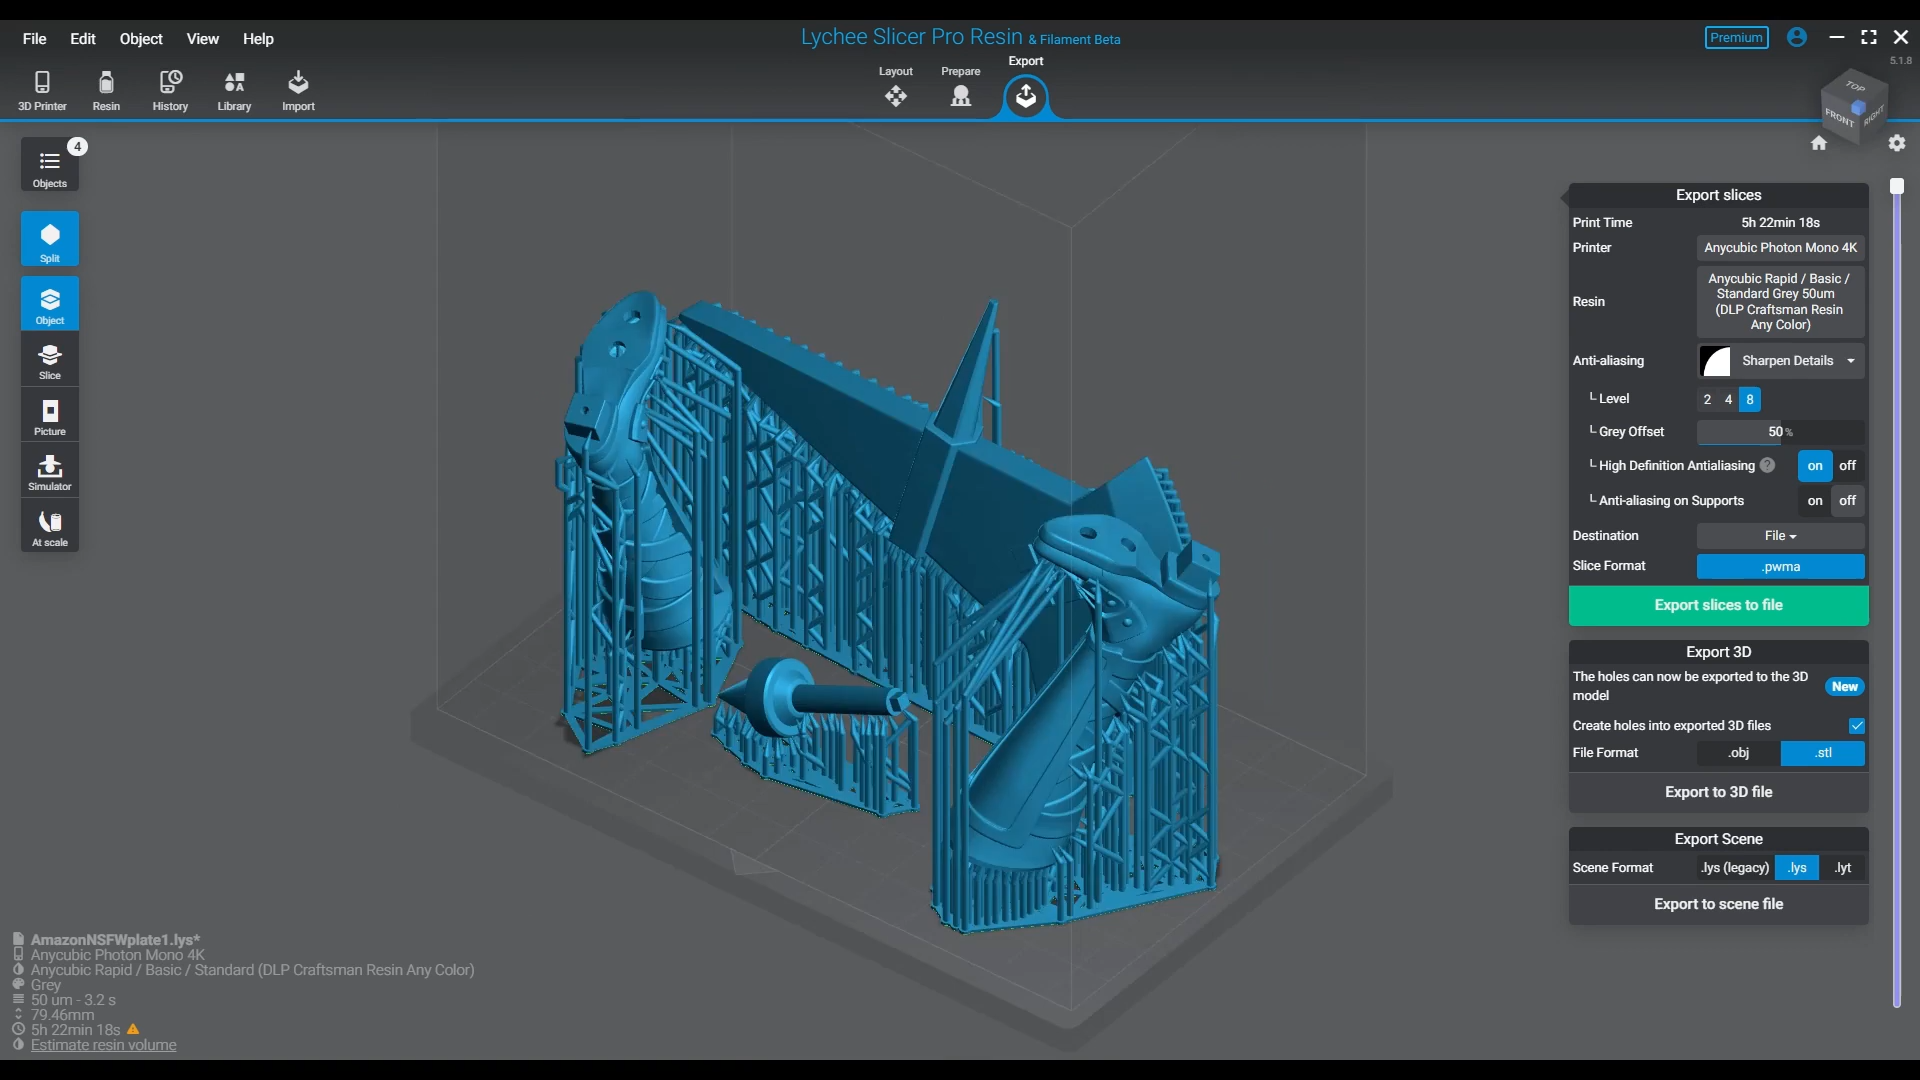 File Edit Object View Help
Lychee Slicer Pro Resin & Filament Beta
Premium
5.1.8
3D Printer Resin History Library Import
Layout Prepare Export
TOP
FRONT RIGHT
4
Objects
Split
Object
Slice
Picture
Simulator
At scale
Export slices
Print Time 5h 22min 18s
Printer Anycubic Photon Mono 4K
Resin
Anycubic Rapid / Basic /
Standard Grey 50um
(DLP Craftsman Resin
Any Color)
Anti-aliasing Sharpen Details
Level 2 4 8
Grey Offset 50 %
High Definition Antialiasing ? on off
Anti-aliasing on Supports on off
Destination File
Slice Format .pwma
Export slices to file
Export 3D
The holes can now be exported to the 3D
model
New
Create holes into exported 3D files
File Format .obj .stl
Export to 3D file
Export Scene
Scene Format .lys (legacy) .lys .lyt
Export to scene file
AmazonNSFWplate1.lys*
Anycubic Photon Mono 4K
Anycubic Rapid / Basic / Standard (DLP Craftsman Resin Any Color)
Grey
50 um - 3.2 s
79.46mm
5h 22min 18s
Estimate resin volume